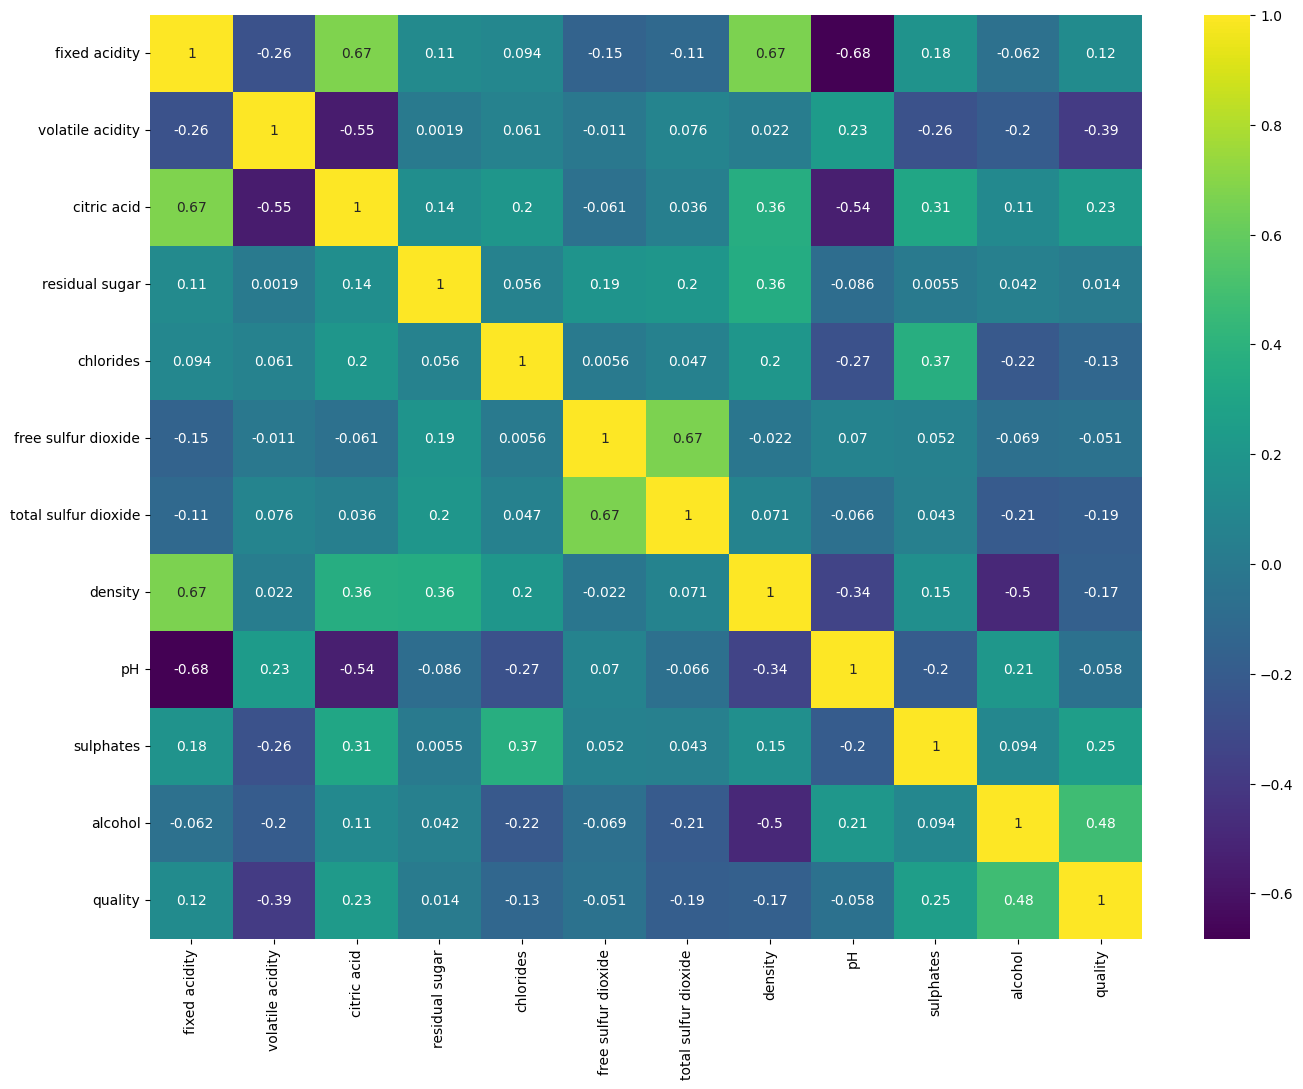 fixed acidity 1 -0.26 0.67 0.11 0.094 -0.15 -0.11 0.67 -0.68 0.18 -0.062 0.12
volatile acidity -0.26 1 -0.55 0.0019 0.061 -0.011 0.076 0.022 0.23 -0.26 -0.2 -0.39
citric acid 0.67 -0.55 1 0.14 0.2 -0.061 0.036 0.36 -0.54 0.31 0.11 0.23
residual sugar 0.11 0.0019 0.14 1 0.056 0.19 0.2 0.36 -0.086 0.0055 0.042 0.014
chlorides 0.094 0.061 0.2 0.056 1 0.0056 0.047 0.2 -0.27 0.37 -0.22 -0.13
free sulfur dioxide -0.15 -0.011 -0.061 0.19 0.0056 1 0.67 -0.022 0.07 0.052 -0.069 -0.051
total sulfur dioxide -0.11 0.076 0.036 0.2 0.047 0.67 1 0.071 -0.066 0.043 -0.21 -0.19
density 0.67 0.022 0.36 0.36 0.2 -0.022 0.071 1 -0.34 0.15 -0.5 -0.17
pH -0.68 0.23 -0.54 -0.086 -0.27 0.07 -0.066 -0.34 1 -0.2 0.21 -0.058
sulphates 0.18 -0.26 0.31 0.0055 0.37 0.052 0.043 0.15 -0.2 1 0.094 0.25
alcohol -0.062 -0.2 0.11 0.042 -0.22 -0.069 -0.21 -0.5 0.21 0.094 1 0.48
quality 0.12 -0.39 0.23 0.014 -0.13 -0.051 -0.19 -0.17 -0.058 0.25 0.48 1
fixed acidity
volatile acidity
citric acid
residual sugar
chlorides
free sulfur dioxide
total sulfur dioxide
density
pH
sulphates
alcohol
quality
1.0
0.8
0.6
0.4
0.2
0.0
−0.2
−0.4
−0.6